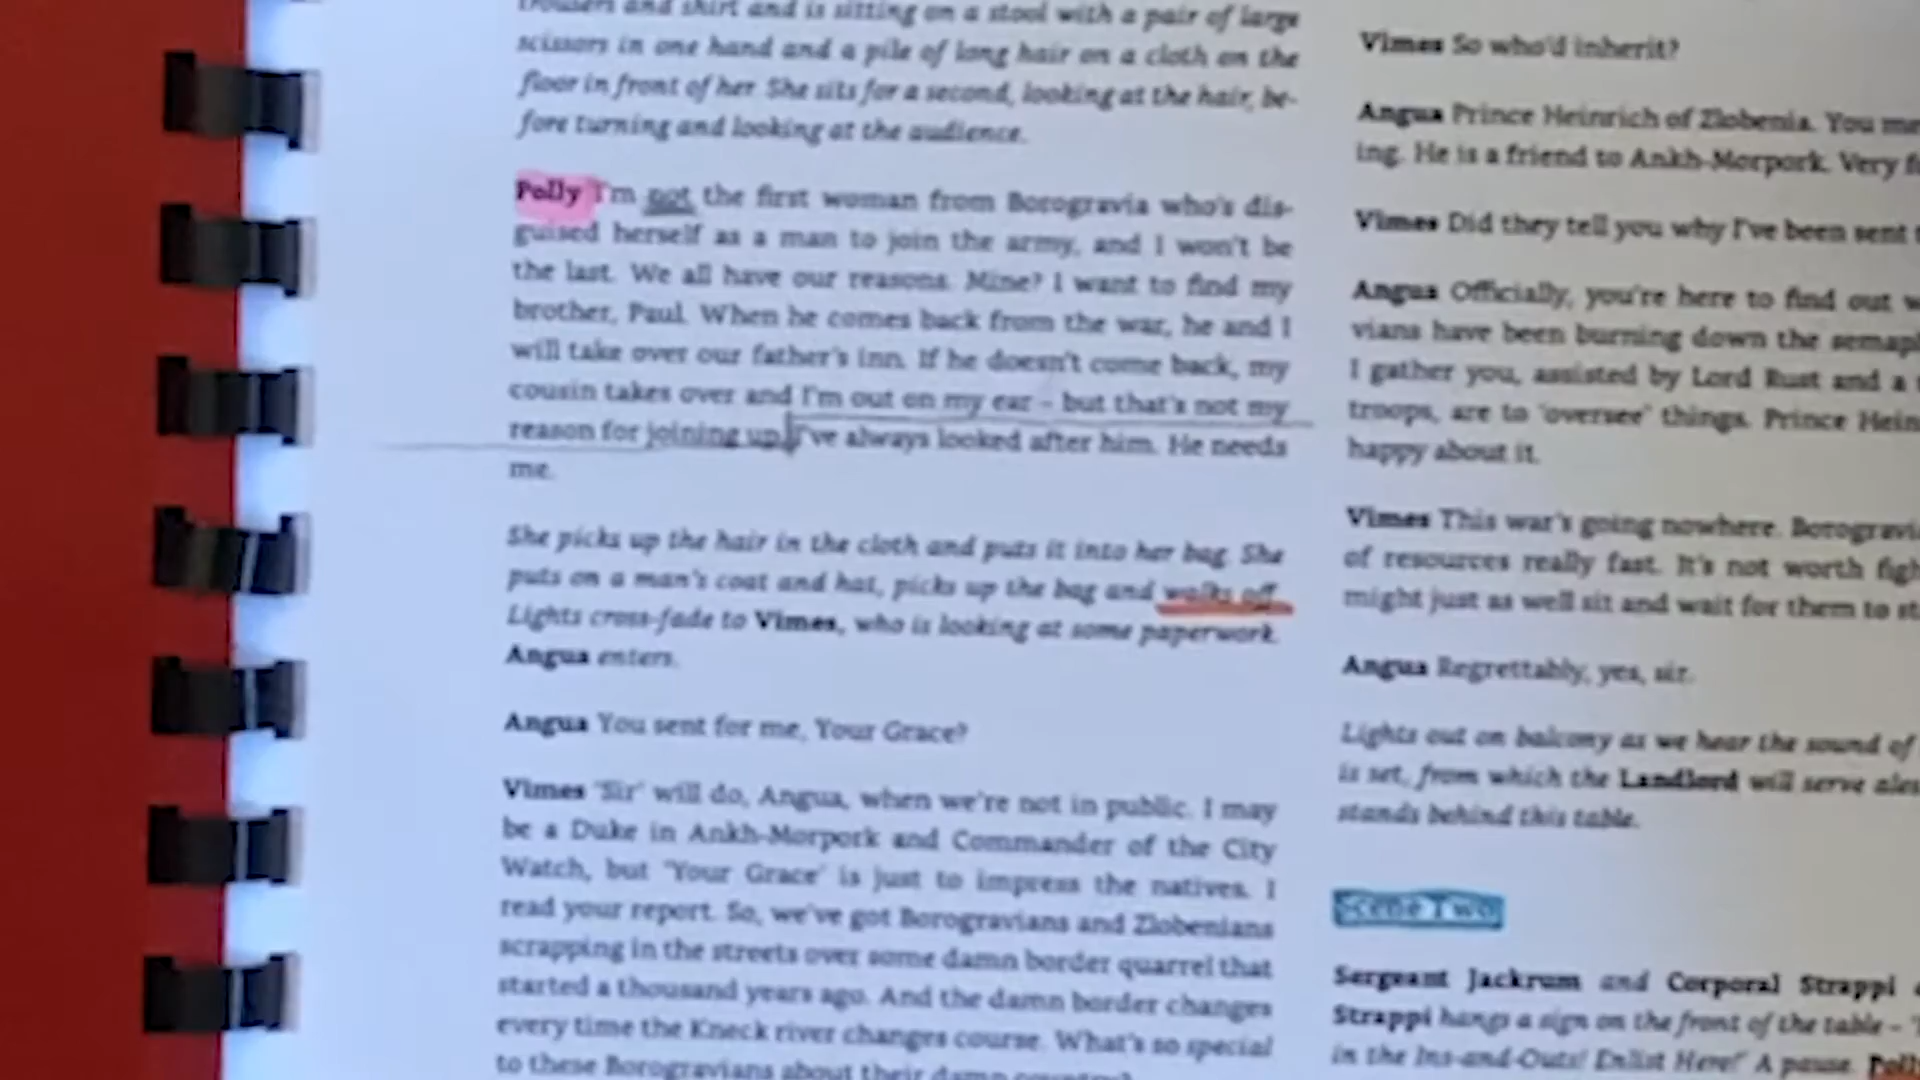 trousers and shirt and is sitting on a stool with a pair of large
scissors in one hand and a pile of long hair on a cloth on the
floor in front of her. She sits for a second, looking at the hair, be-
fore turning and looking at the audience.
Polly I'm not the first woman from Borogravia who's dis-
guised herself as a man to join the army, and I won't be
the last. We all have our reasons. Mine? I want to find my
brother, Paul. When he comes back from the war, he and I
will take over our father's inn. If he doesn't come back, my
cousin takes over and I'm out on my ear – but that's not my
reason for joining up. I've always looked after him. He needs
me.
She picks up the hair in the cloth and puts it into her bag. She
puts on a man's coat and hat, picks up the bag and walks off.
Lights cross-fade to Vimes, who is looking at some paperwork.
Angua enters.
Angua You sent for me, Your Grace?
Vimes 'Sir' will do, Angua, when we're not in public. I may
be a Duke in Ankh-Morpork and Commander of the City
Watch, but 'Your Grace' is just to impress the natives. I
read your report. So, we've got Borogravians and Zlobenians
scrapping in the streets over some damn border quarrel that
started a thousand years ago. And the damn border changes
every time the Kneck river changes course. What's so special
to these Borogravians about their damn country?
Vimes So who'd inherit?
Angua Prince Heinrich of Zlobenia. You me
ing. He is a friend to Ankh-Morpork. Very f
Vimes Did they tell you why I've been sent
Angua Officially, you're here to find out w
vians have been burning down the semap
I gather you, assisted by Lord Rust and a
troops, are to 'oversee' things. Prince Hein
happy about it.
Vimes This war's going nowhere. Borogravi
of resources really fast. It's not worth figh
might just as well sit and wait for them to st
Angua Regrettably, yes, sir.
Lights out on balcony as we hear the sound of
is set, from which the Landlord will serve ales
stands behind this table.
Scene Two
Sergeant Jackrum and Corporal Strappi
Strappi hangs a sign on the front of the table –
in the Ins-and-Outs! Enlist Here!' A pause. Polly